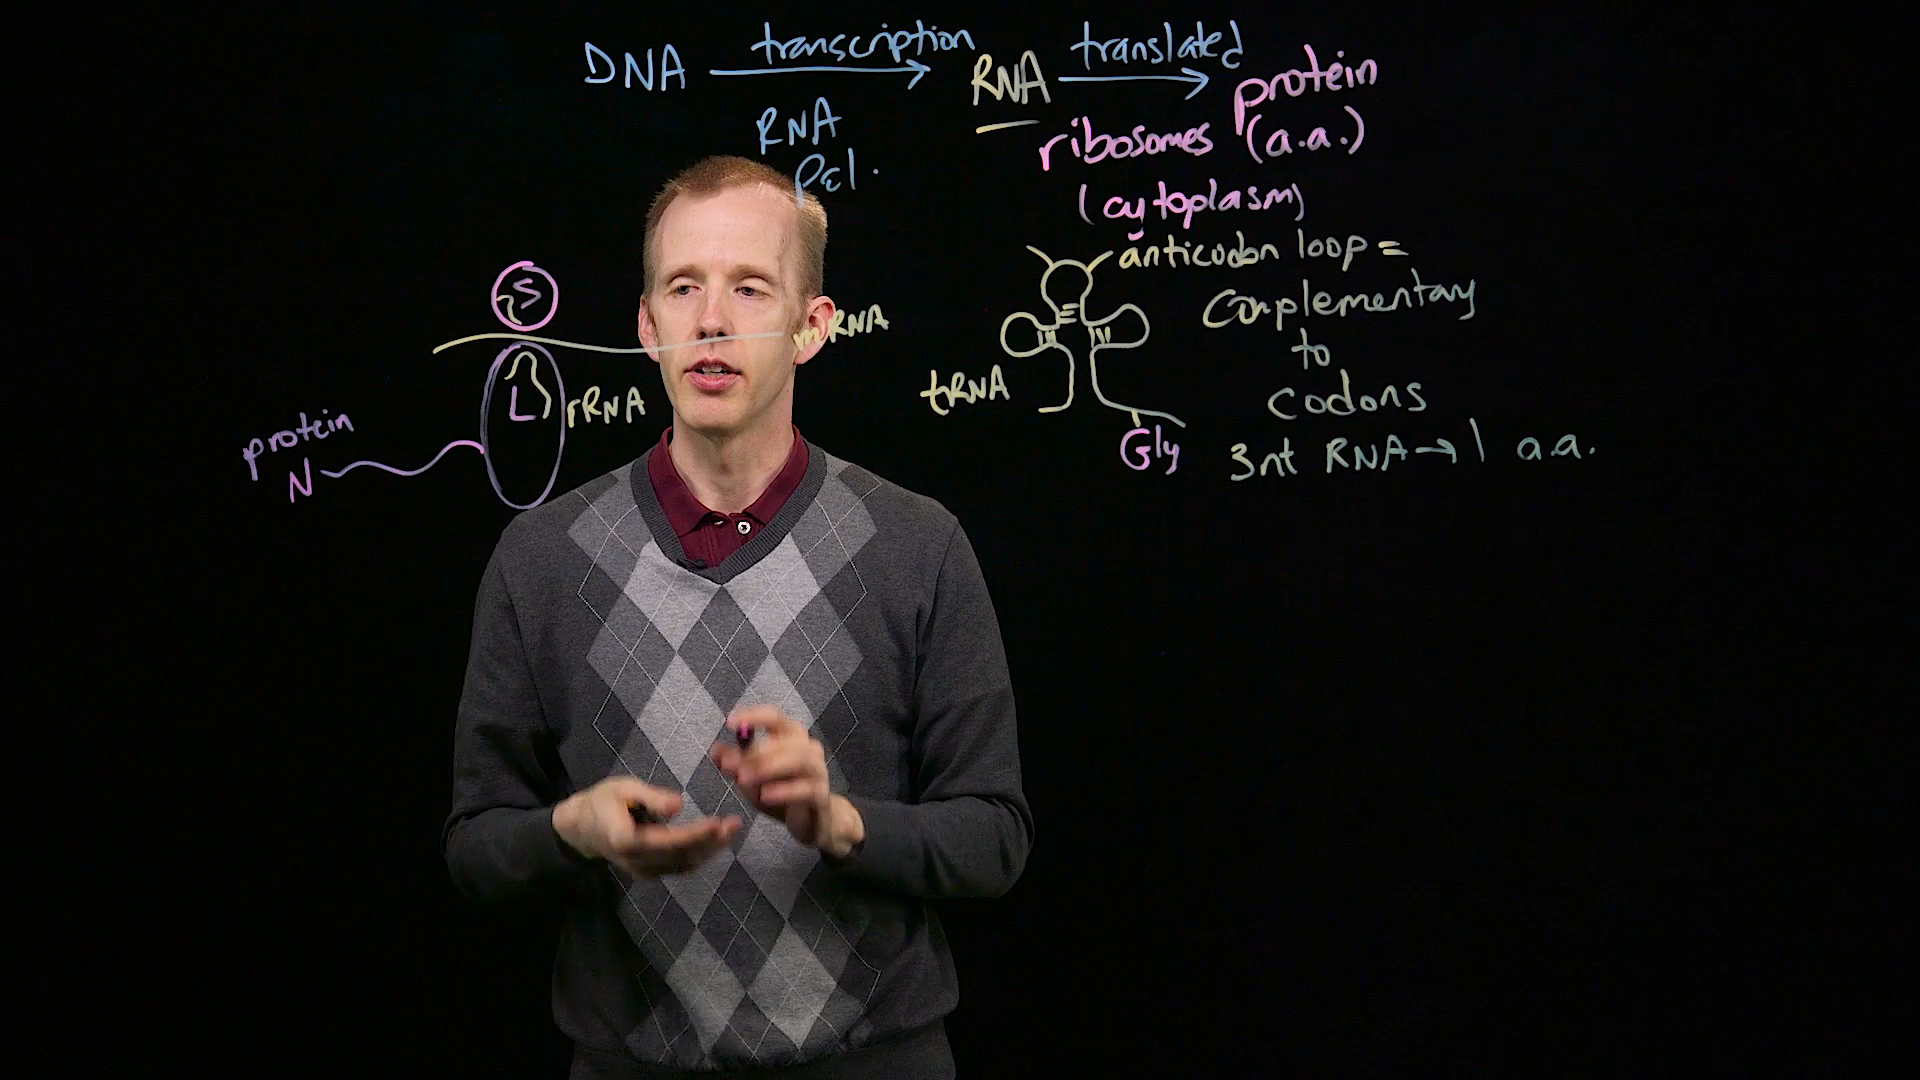 DNA transcription RNA translated protein
RNA ribosomes (a.a.)
pol. (cytoplasm)
anticodon loop =
S complementary
mRNA to
L rRNA tRNA codons
protein Gly 3nt RNA → 1 a.a.
N